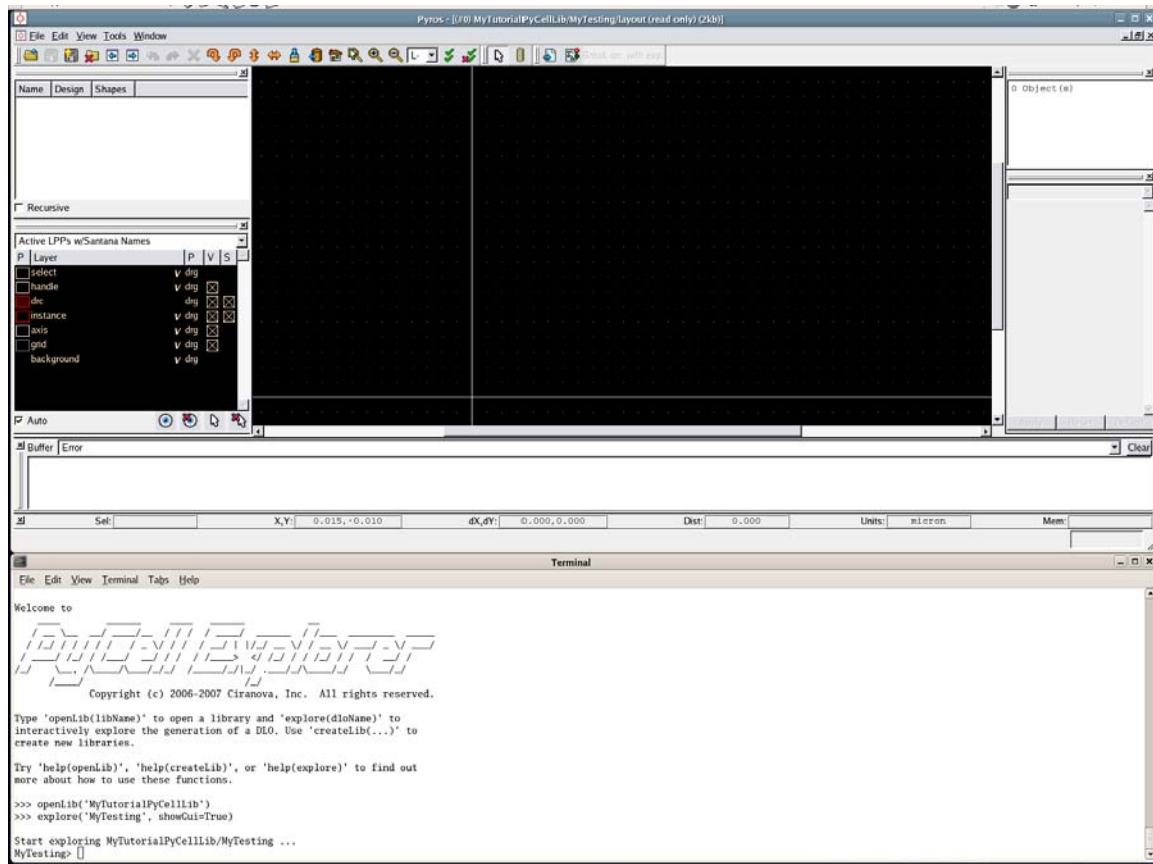 Pyros - [(#0) MyTutorialPyCellLib/MyTesting/layout (read only) (2kb)]
File Edit View Tools Window
Name Design Shapes
Recursive
Active LPPs w/Santana Names
P Layer P V S
select v drg
handle v drg
drc drg
instance v drg
axis v drg
grid v drg
background v drg
Auto
0 Object(s)
Buffer Error Clear
Sel: X,Y: 0.015,-0.010 dX,dY: 0.000,0.000 Dist: 0.000 Units: micron Mem:
Terminal
File Edit View Terminal Tabs Help
Welcome to
PyCell Explorer
Copyright (c) 2006-2007 Ciranova, Inc. All rights reserved.
Type 'openLib(libName)' to open a library and 'explore(dloName)' to
interactively explore the generation of a DLO. Use 'createLib(...)' to
create new libraries.
Try 'help(openLib)', 'help(createLib)', or 'help(explore)' to find out
more about how to use these functions.
>>> openLib('MyTutorialPyCellLib')
>>> explore('MyTesting', showGui=True)
Start exploring MyTutorialPyCellLib/MyTesting ...
MyTesting>